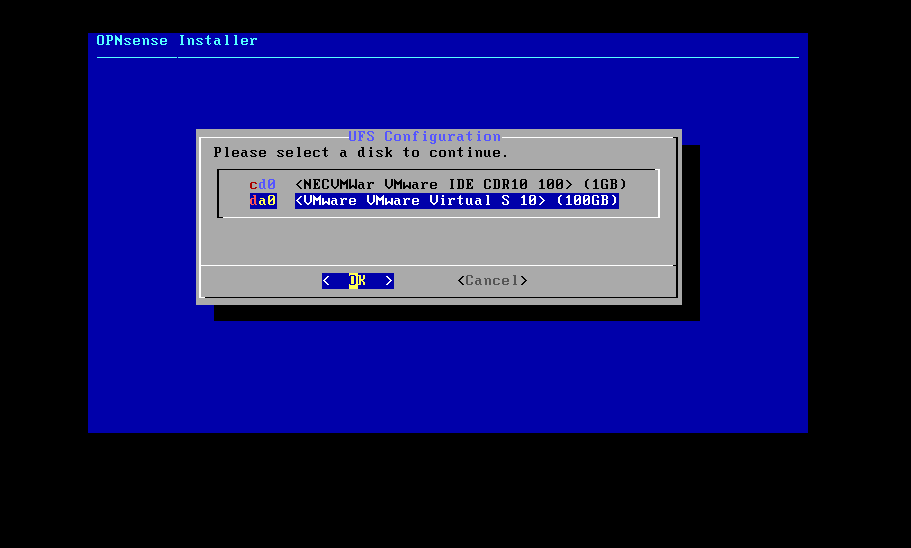 OPNsense Installer
UFS Configuration
Please select a disk to continue.
cd0 <NECVMWar VMware IDE CDR10 100> (1GB)
da0 <VMware VMware Virtual S 10> (100GB)
< OK > <Cancel>